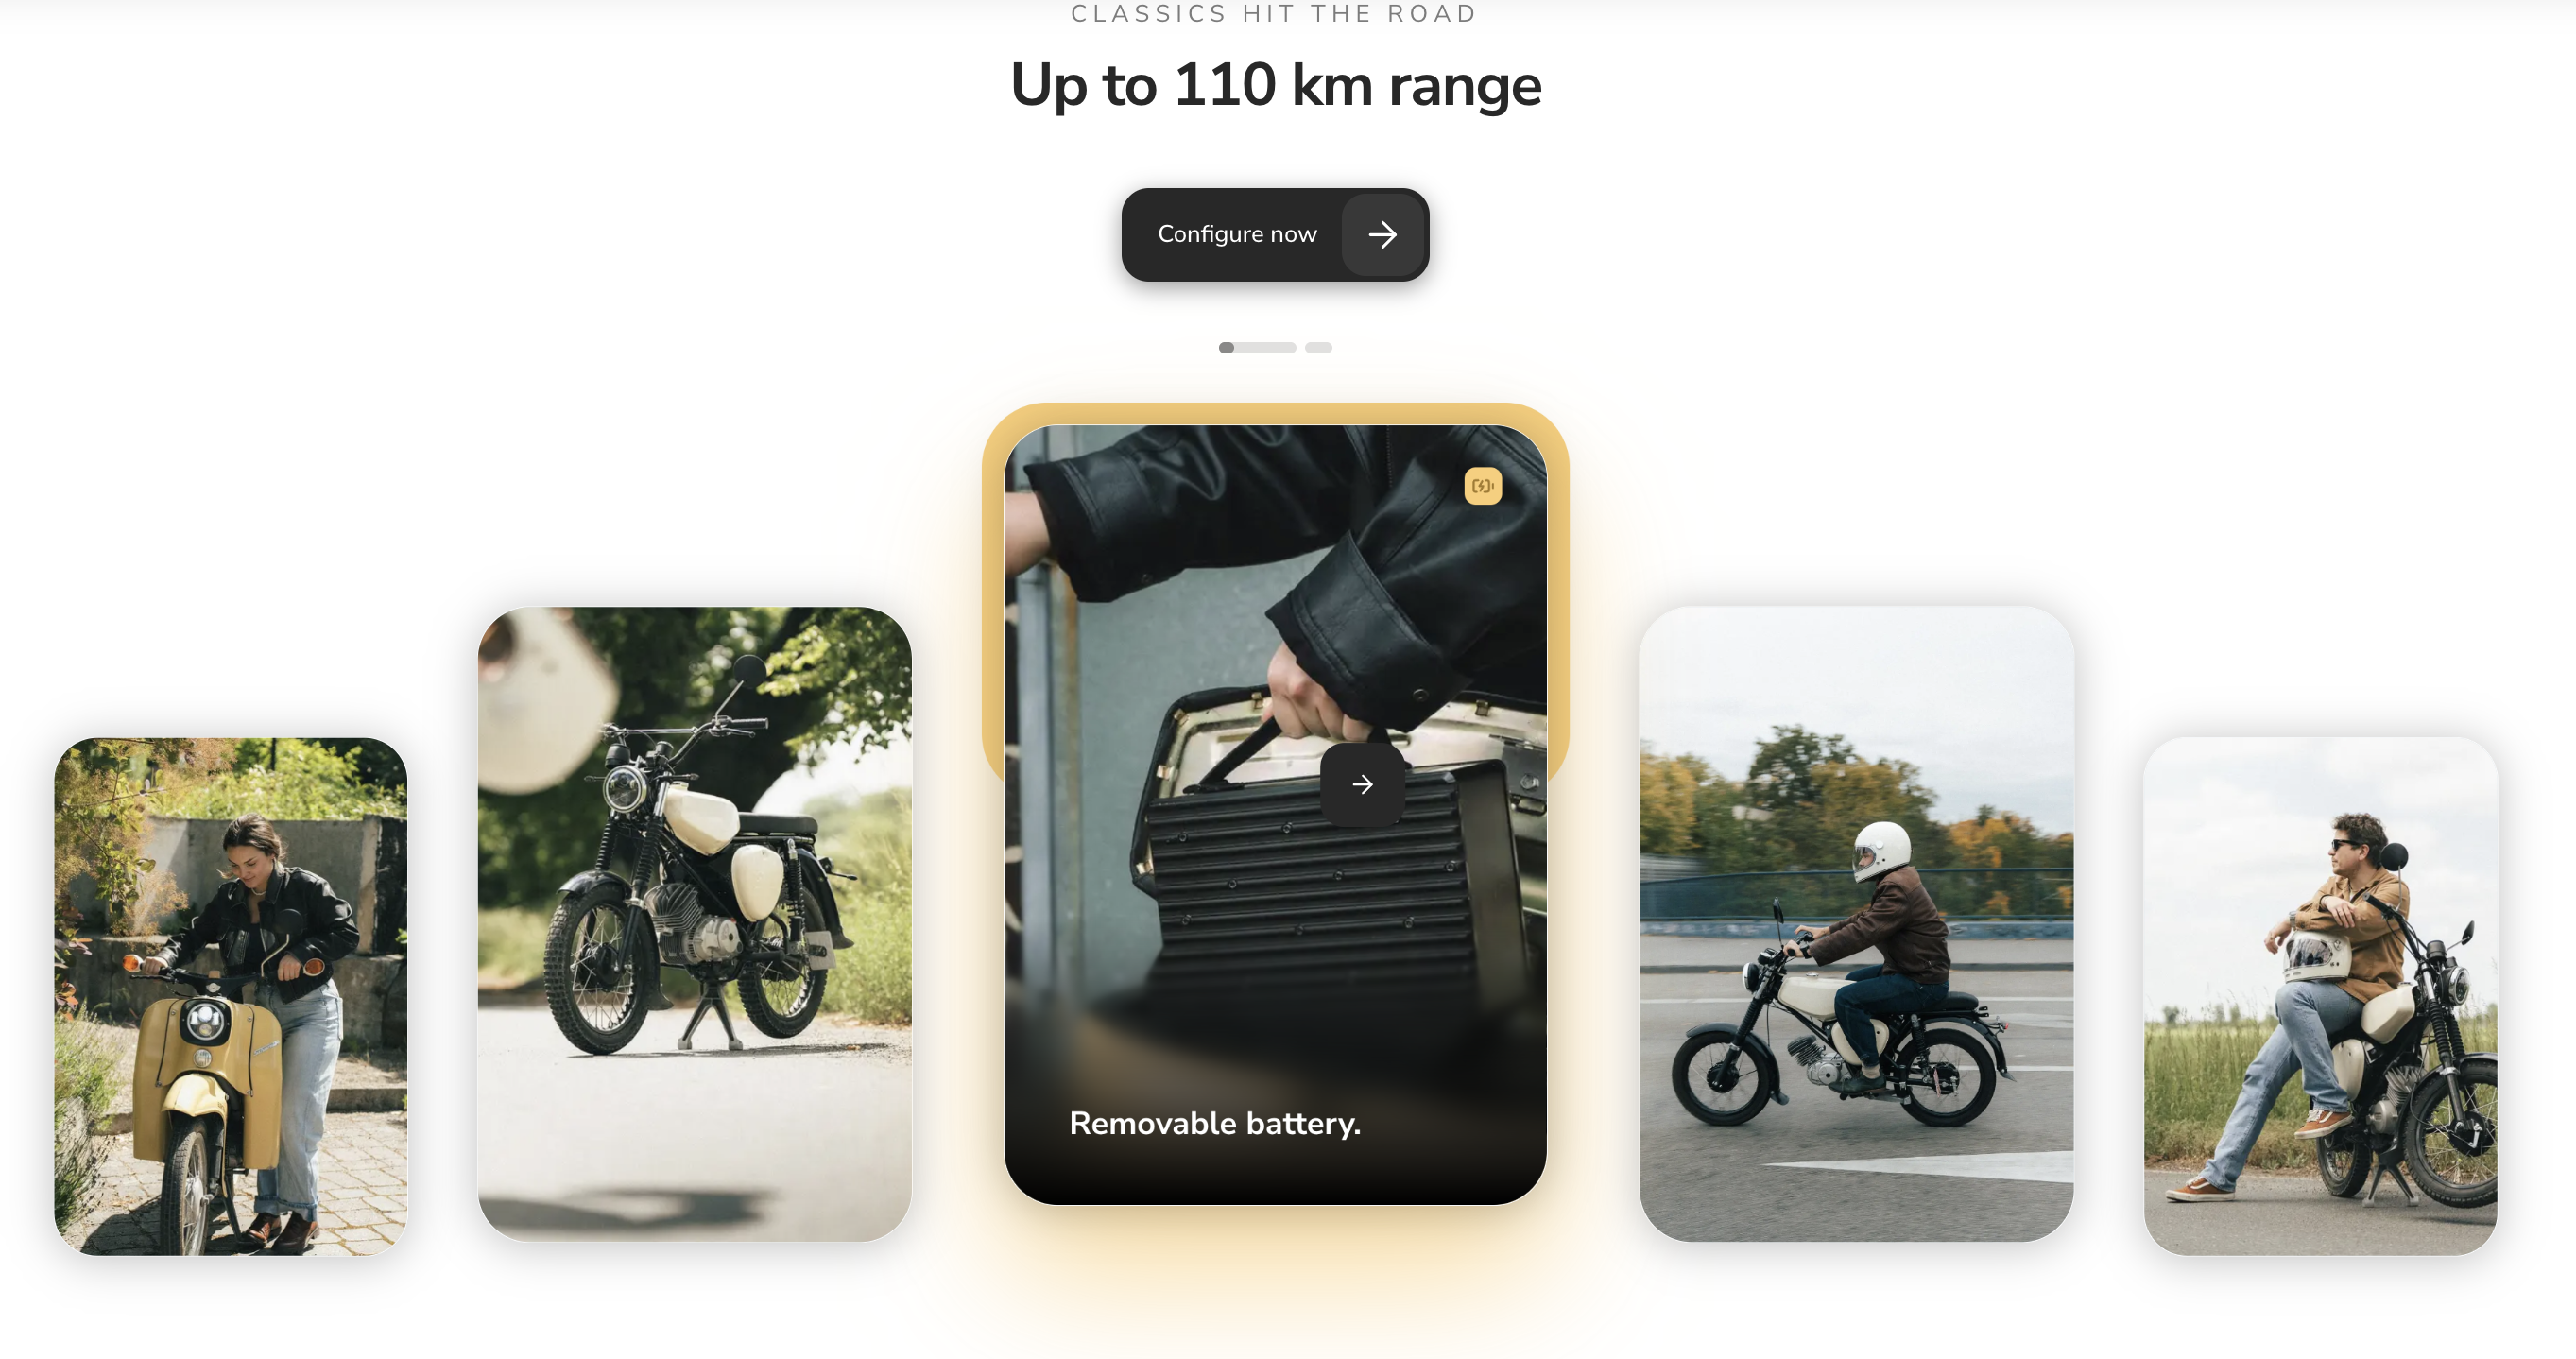 CLASSICS HIT THE ROAD
Up to 110 km range
Configure now
Removable battery.